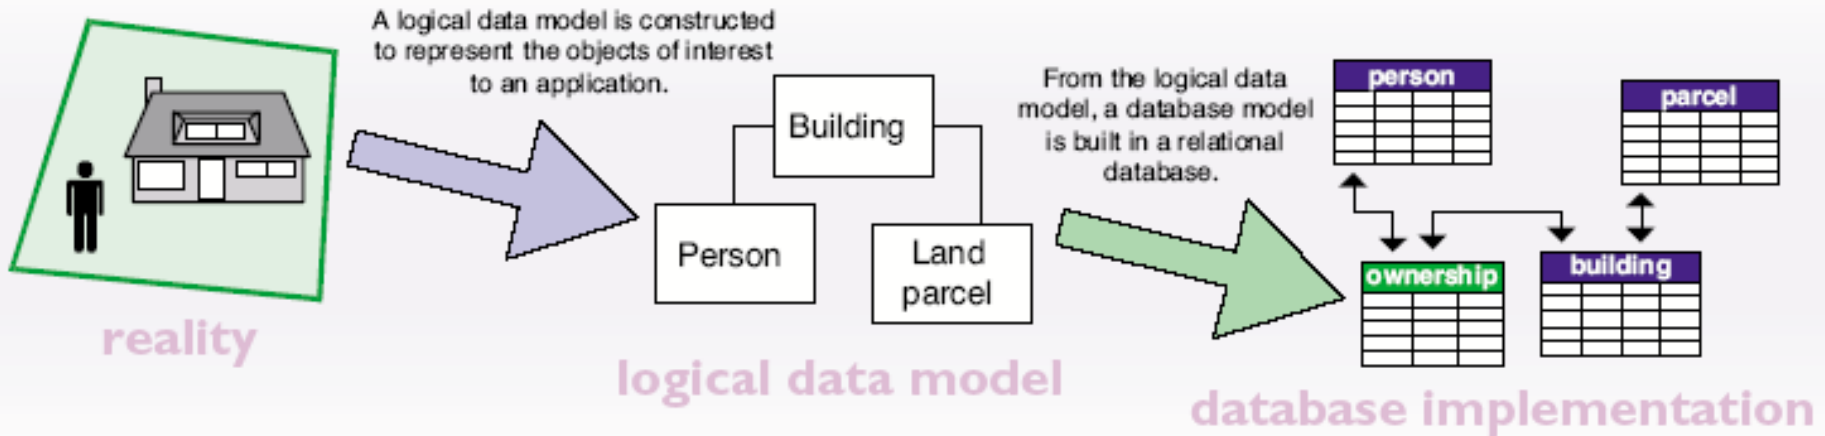 A logical data model is constructed
to represent the objects of interest
to an application.
Building
Person
Land
parcel
From the logical data
model, a database model
is built in a relational
database.
person
parcel
ownership
building
reality
logical data model
database implementation